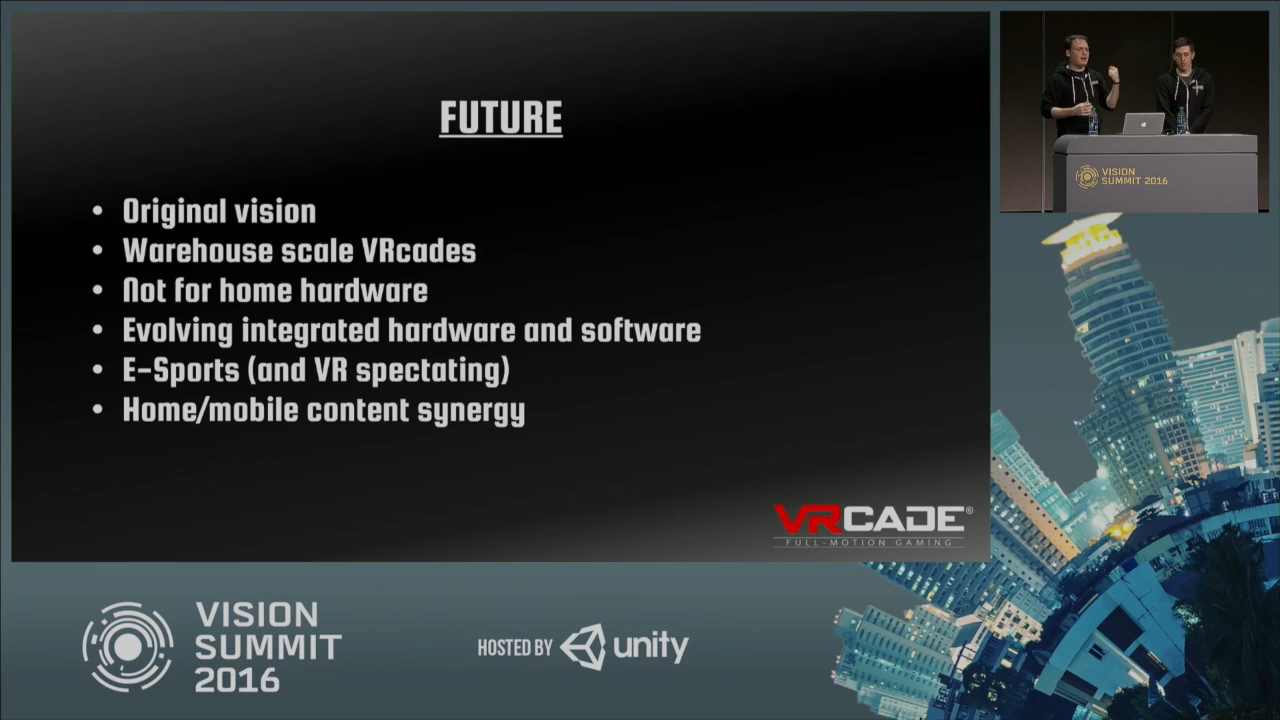 FUTURE
• Original vision
• Warehouse scale VRcades
• Not for home hardware
• Evolving integrated hardware and software
• E-Sports (and VR spectating)
• Home/mobile content synergy
VRCADE®
FULL-MOTION GAMING
VISION
SUMMIT 2016
VISION
SUMMIT
2016
HOSTED BY unity